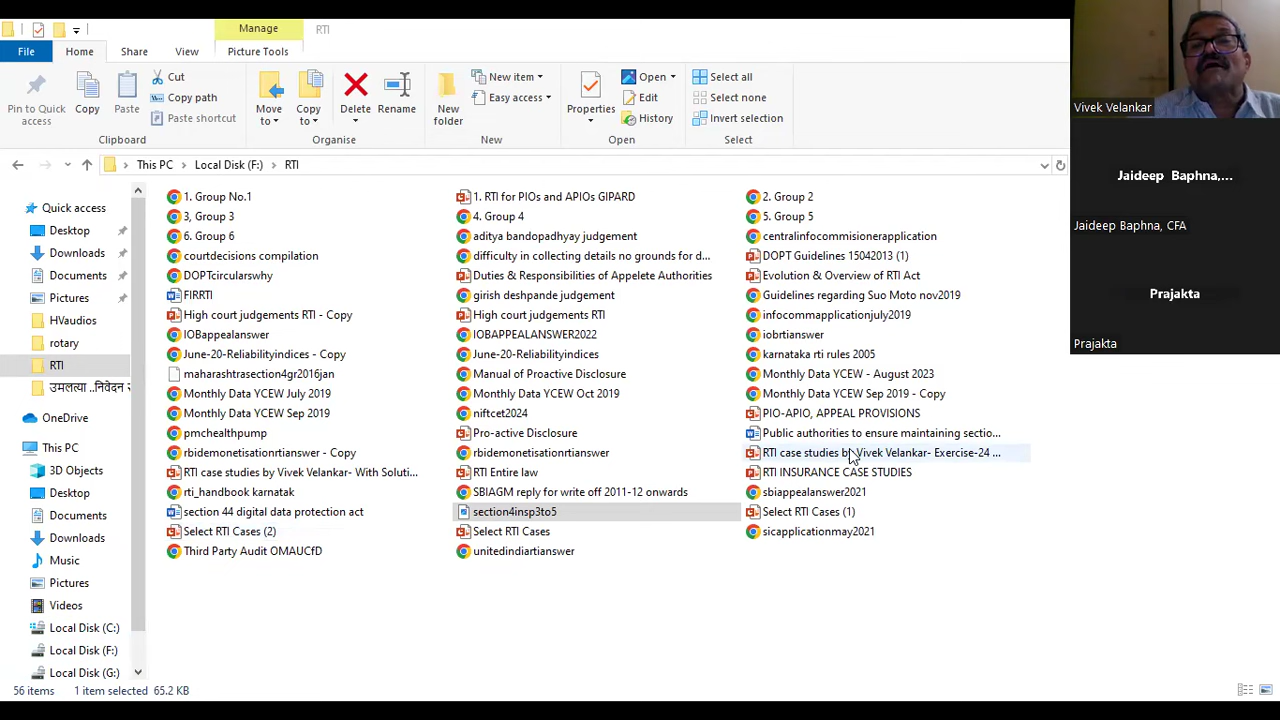 Manage
RTI
File
Home
Share
View
Picture Tools
Pin to Quick access
Copy
Paste
Cut
Copy path
Paste shortcut
Move to
Copy to
Delete
Rename
New folder
New item
Easy access
Properties
Open
Edit
History
Select all
Select none
Invert selection
Clipboard
Organise
New
Open
Select
This PC
Local Disk (F:)
RTI
Quick access
Desktop
Downloads
Documents
Pictures
HVaudios
rotary
RTI
उमलत्या ..निवेदन
OneDrive
This PC
3D Objects
Desktop
Documents
Downloads
Music
Pictures
Videos
Local Disk (C:)
Local Disk (F:)
Local Disk (G:)
1. Group No.1
1. RTI for PIOs and APIOs GIPARD
2. Group 2
3, Group 3
4. Group 4
5. Group 5
6. Group 6
aditya bandopadhyay judgement
centralinfocommisionerapplication
courtdecisions compilation
difficulty in collecting details no grounds for d...
DOPT Guidelines 15042013 (1)
DOPTcircularswhy
Duties & Responsibilities of Appelete Authorities
Evolution & Overview of RTI Act
FIRRTI
girish deshpande judgement
Guidelines regarding Suo Moto nov2019
High court judgements RTI - Copy
High court judgements RTI
infocommapplicationjuly2019
IOBappealanswer
IOBAPPEALANSWER2022
iobrtianswer
June-20-Reliabilityindices - Copy
June-20-Reliabilityindices
karnataka rti rules 2005
maharashtrasection4gr2016jan
Manual of Proactive Disclosure
Monthly Data YCEW - August 2023
Monthly Data YCEW July 2019
Monthly Data YCEW Oct 2019
Monthly Data YCEW Sep 2019 - Copy
Monthly Data YCEW Sep 2019
niftcet2024
PIO-APIO, APPEAL PROVISIONS
pmchealthpump
Pro-active Disclosure
Public authorities to ensure maintaining sectio...
rbidemonetisationrtianswer - Copy
rbidemonetisationrtianswer
RTI case studies by Vivek Velankar- Exercise-24 ...
RTI case studies by Vivek Velankar- With Soluti...
RTI Entire law
RTI INSURANCE CASE STUDIES
rti_handbook karnatak
SBIAGM reply for write off 2011-12 onwards
sbiappealanswer2021
section 44 digital data protection act
section4insp3to5
Select RTI Cases (1)
Select RTI Cases (2)
Select RTI Cases
sicapplicationmay2021
Third Party Audit OMAUCfD
unitedindiartianswer
56 items
1 item selected 65.2 KB
Vivek Velankar
Jaideep Baphna,...
Jaideep Baphna, CFA
Prajakta
Prajakta